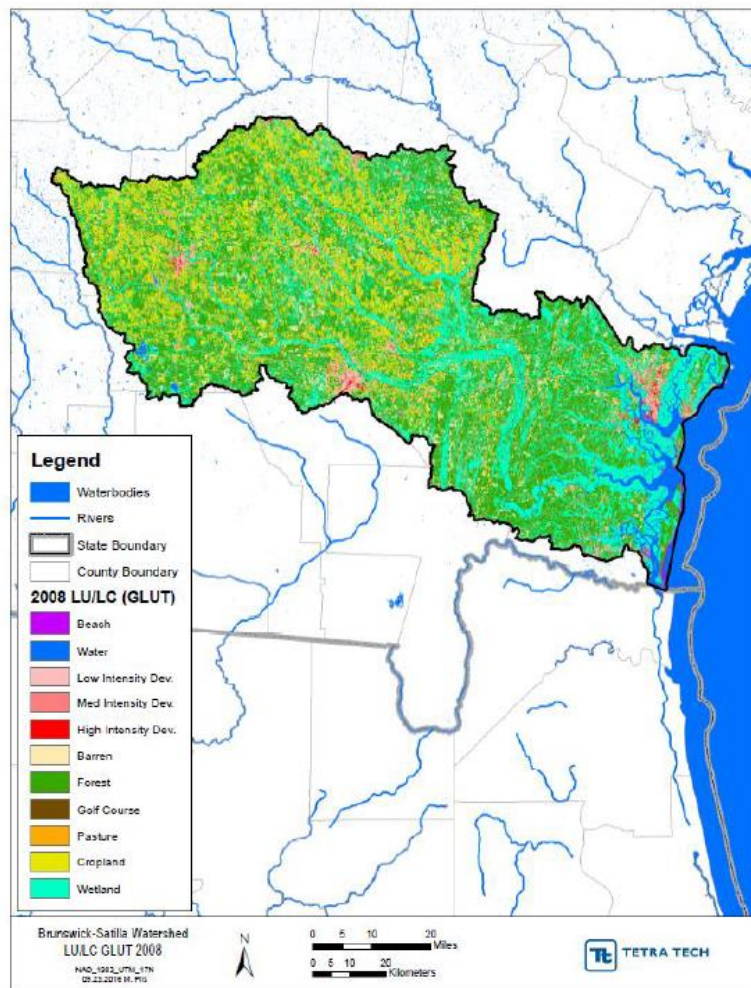 Legend
Waterbodies
Rivers
State Boundary
County Boundary
2008 LU/LC (GLUT)
Beach
Water
Low Intensity Dev.
Med Intensity Dev.
High Intensity Dev.
Barren
Forest
Golf Course
Pasture
Cropland
Wetland
Brunswick-Satilla Watershed
LU/LC GLUT 2008
NAD_1983_UTM_17N
N
0 5 10 20
Miles
0 5 10 20
Kilometers
Tt TETRA TECH